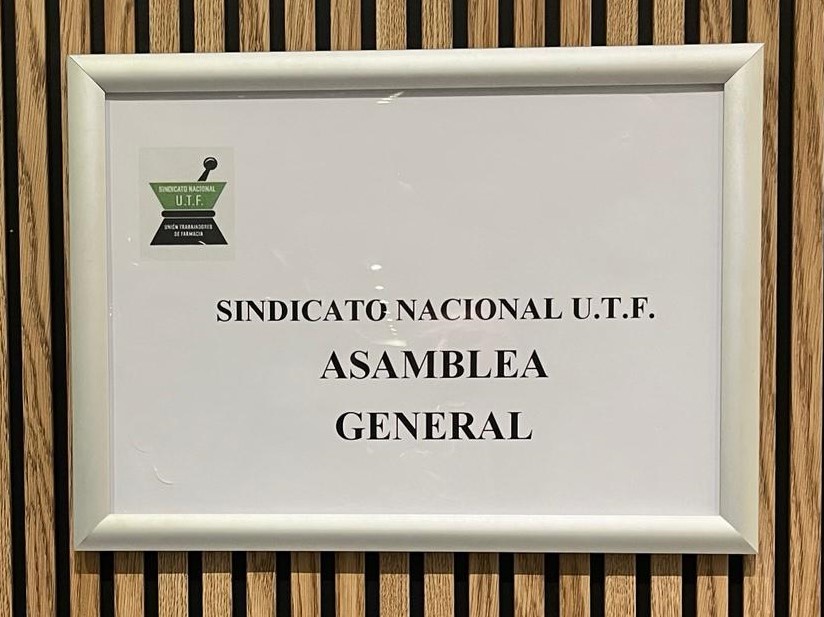 SINDICATO NACIONAL
U.T.F.
UNIÓN TRABAJADORES
DE FARMACIA
SINDICATO NACIONAL U.T.F.
ASAMBLEA
GENERAL